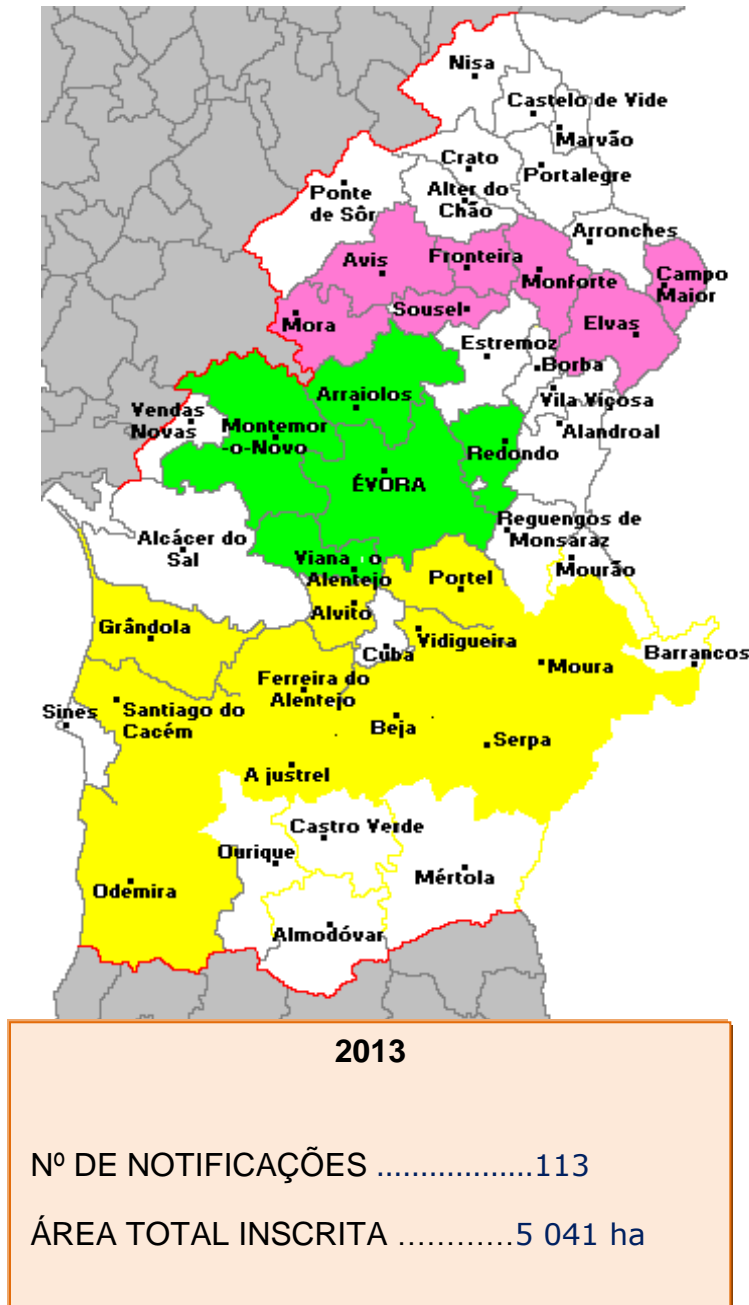 Nisa
Castelo de Vide
Marvão
Crato
Portalegre
Ponte
de Sôr
Alter do
Chão
Arronches
Avis
Fronteira
Monforte
Campo
Maior
Mora
Sousel
Elvas
Estremoz
Borba
Arraiolos
Vila Viçosa
Vendas
Novas
Montemor
-o-Novo
Redondo
Alandroal
ÉVORA
Reguengos de
Monsaraz
Alcácer do
Sal
Viana o
Alentejo
Portel
Mourão
Alvito
Grândola
Vidigueira
Cuba
Moura
Barrancos
Ferreira do
Alentejo
Sines
Santiago do
Cacém
Beja
Serpa
A justrel
Castro Verde
Ourique
Mértola
Odemira
Almodóvar
2013
Nº DE NOTIFICAÇÕES ..................113
ÁREA TOTAL INSCRITA ............5 041 ha